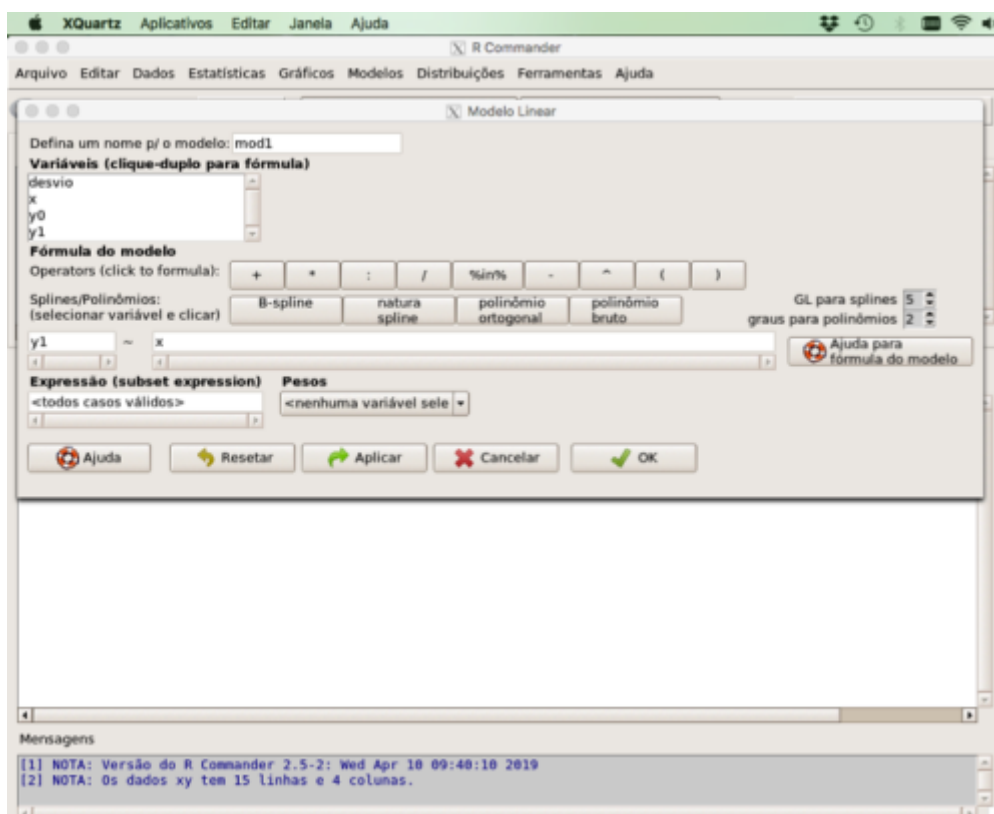 XQuartz Aplicativos Editar Janela Ajuda
R Commander
Arquivo Editar Dados Estatísticas Gráficos Modelos Distribuições Ferramentas Ajuda
Modelo Linear
Defina um nome p/ o modelo: mod1
Variáveis (clique-duplo para fórmula)
desvio
x
y0
y1
Fórmula do modelo
Operators (click to formula): + * : / %in% - ^ ( )
Splines/Polinômios:
(selecionar variável e clicar)
B-spline
natura
spline
polinômio
ortogonal
polinômio
bruto
GL para splines 5
graus para polinômios 2
y1 ~ x
Ajuda para
fórmula do modelo
Expressão (subset expression) Pesos
<todos casos válidos> <nenhuma variável sele
Ajuda Resetar Aplicar Cancelar OK
Mensagens
[1] NOTA: Versão do R Commander 2.5-2: Wed Apr 10 09:40:10 2019
[2] NOTA: Os dados xy tem 15 linhas e 4 colunas.